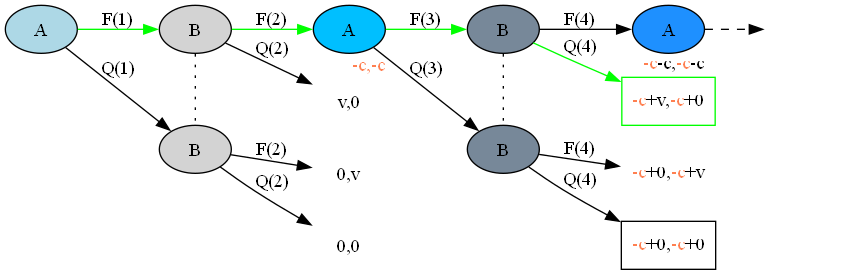 F(1)
F(2)
F(3)
F(4)
A
B
A
B
A
Q(1)
Q(2)
Q(3)
Q(4)
-c,-c
-c-c,-c-c
v,0
-c+v,-c+0
B
F(2)
B
F(4)
Q(2)
0,v
Q(4)
-c+0,-c+v
0,0
-c+0,-c+0